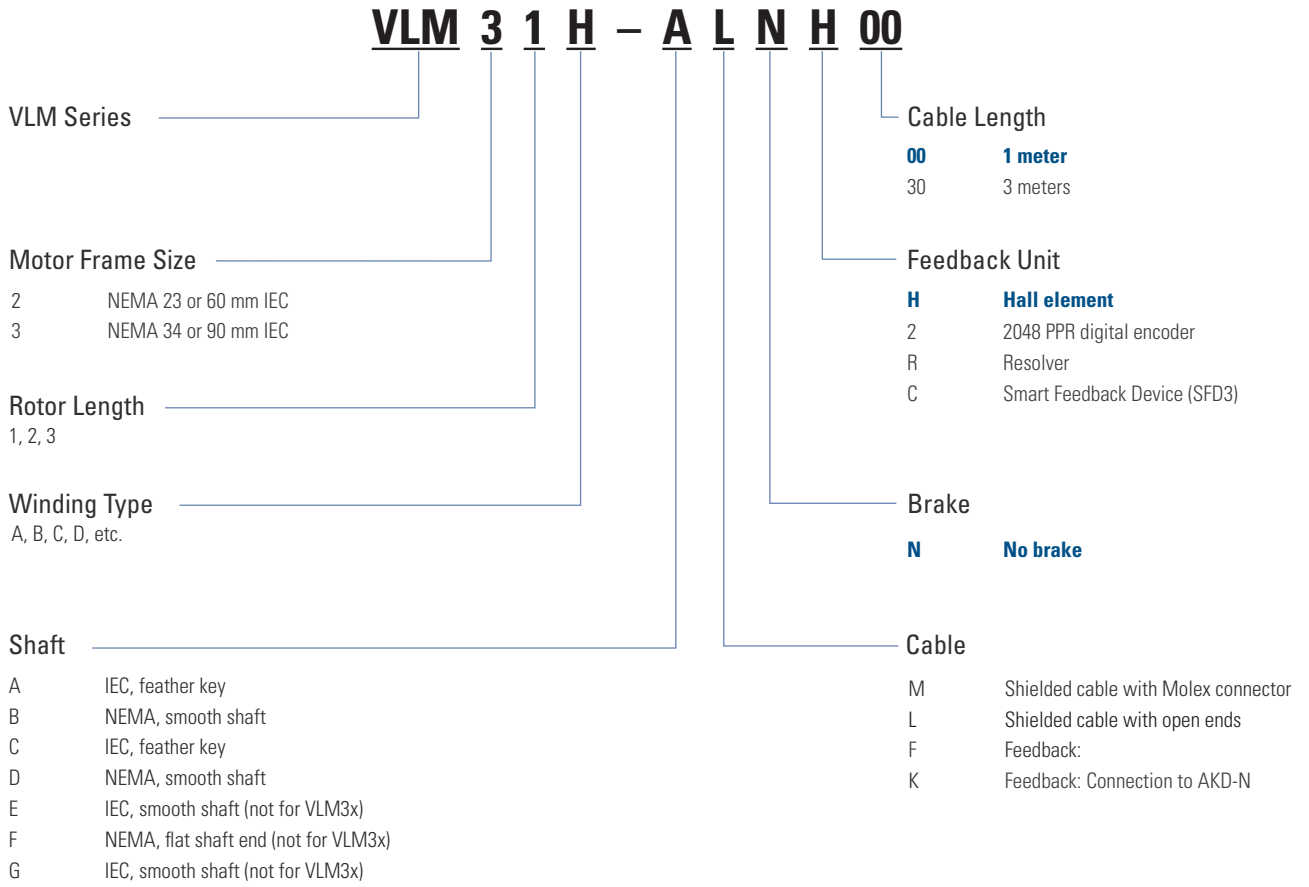 VLM 3 1 H – A L N H 00
VLM Series
Motor Frame Size
2 NEMA 23 or 60 mm IEC
3 NEMA 34 or 90 mm IEC
Rotor Length
1, 2, 3
Winding Type
A, B, C, D, etc.
Shaft
A IEC, feather key
B NEMA, smooth shaft
C IEC, feather key
D NEMA, smooth shaft
E IEC, smooth shaft (not for VLM3x)
F NEMA, flat shaft end (not for VLM3x)
G IEC, smooth shaft (not for VLM3x)
Cable Length
00 1 meter
30 3 meters
Feedback Unit
H Hall element
2 2048 PPR digital encoder
R Resolver
C Smart Feedback Device (SFD3)
Brake
N No brake
Cable
M Shielded cable with Molex connector
L Shielded cable with open ends
F Feedback:
K Feedback: Connection to AKD-N